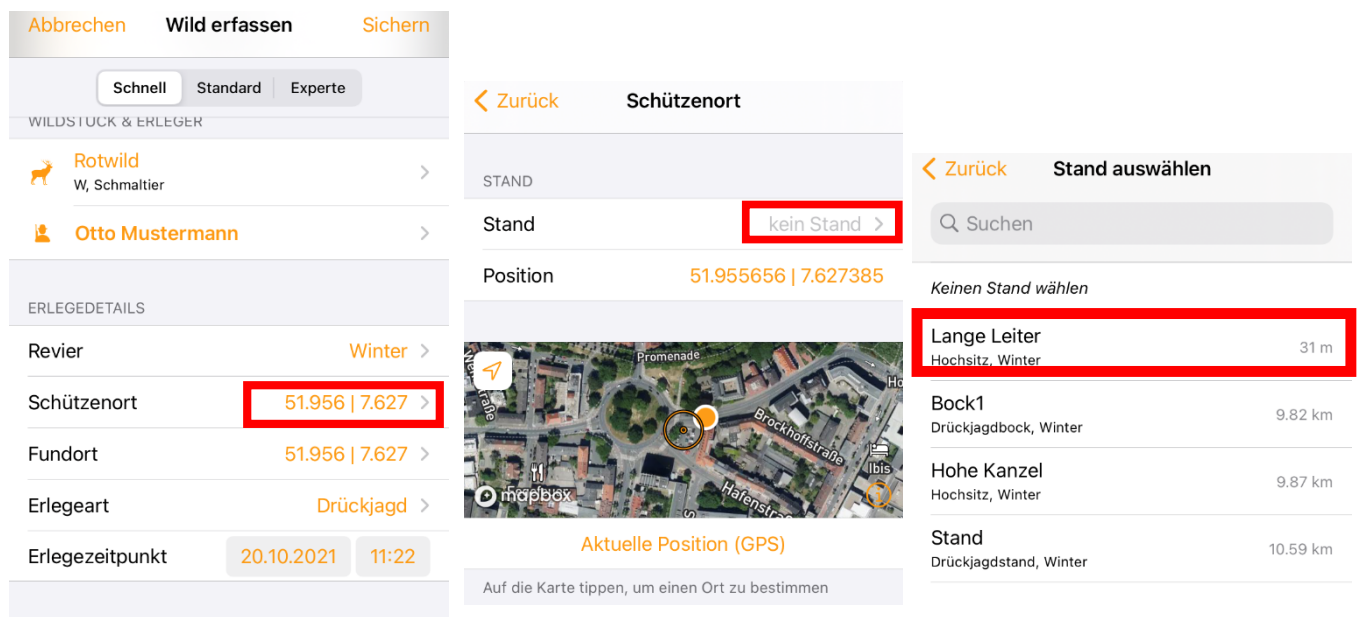 Abbrechen Wild erfassen Sichern
Schnell Standard Experte
WILDSTÜCK & ERLEGER
Rotwild
W, Schmaltier
Otto Mustermann
ERLEGEDETAILS
Revier Winter
Schützenort 51.956 | 7.627
Fundort 51.956 | 7.627
Erlegeart Drückjagd
Erlegezeitpunkt 20.10.2021 11:22
Zurück Schützenort
STAND
Stand kein Stand
Position 51.955656 | 7.627385
Promenade
Brockhoffstraße
Ibis
mapbox
Hafenstr
Aktuelle Position (GPS)
Auf die Karte tippen, um einen Ort zu bestimmen
Zurück Stand auswählen
Suchen
Keinen Stand wählen
Lange Leiter
Hochsitz, Winter
31 m
Bock1
Drückjagdbock, Winter
9.82 km
Hohe Kanzel
Hochsitz, Winter
9.87 km
Stand
Drückjagdstand, Winter
10.59 km